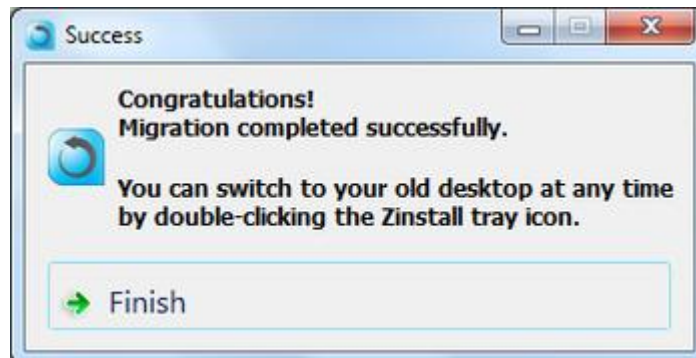 Success
Congratulations!
Migration completed successfully.
You can switch to your old desktop at any time
by double-clicking the Zinstall tray icon.
Finish